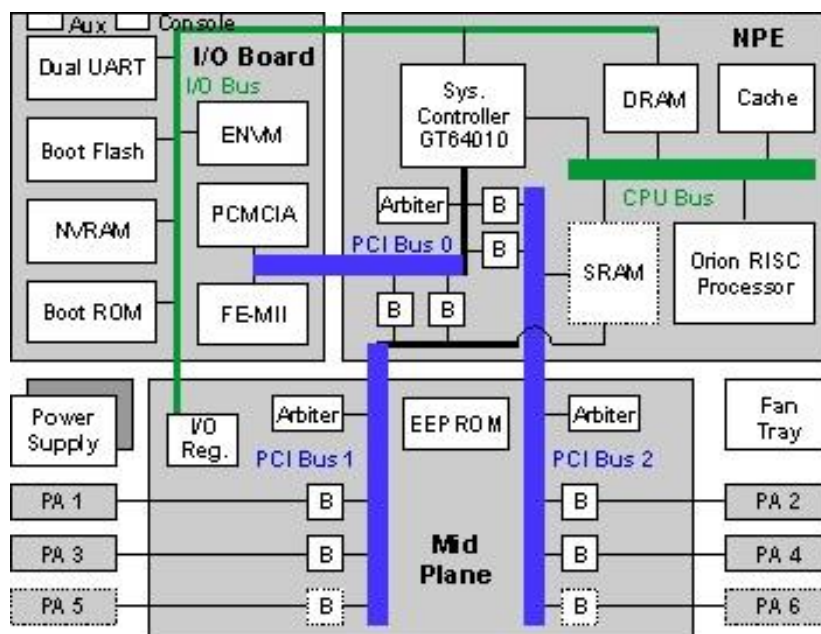 Aux
Console
Dual UART
I/O Board
I/O Bus
Boot Flash
ENVM
NVRAM
PCMCIA
Boot ROM
FE-MII
NPE
Sys.
Controller
GT64010
DRAM
Cache
CPU Bus
Arbiter
B
B
PCI Bus 0
B
B
SRAM
Orion RISC
Processor
Power
Supply
I/O
Reg.
Arbiter
EEPROM
Arbiter
Fan
Tray
PCI Bus 1
PCI Bus 2
PA 1
B
B
PA 2
PA 3
B
Mid
Plane
B
PA 4
PA 5
B
B
PA 6